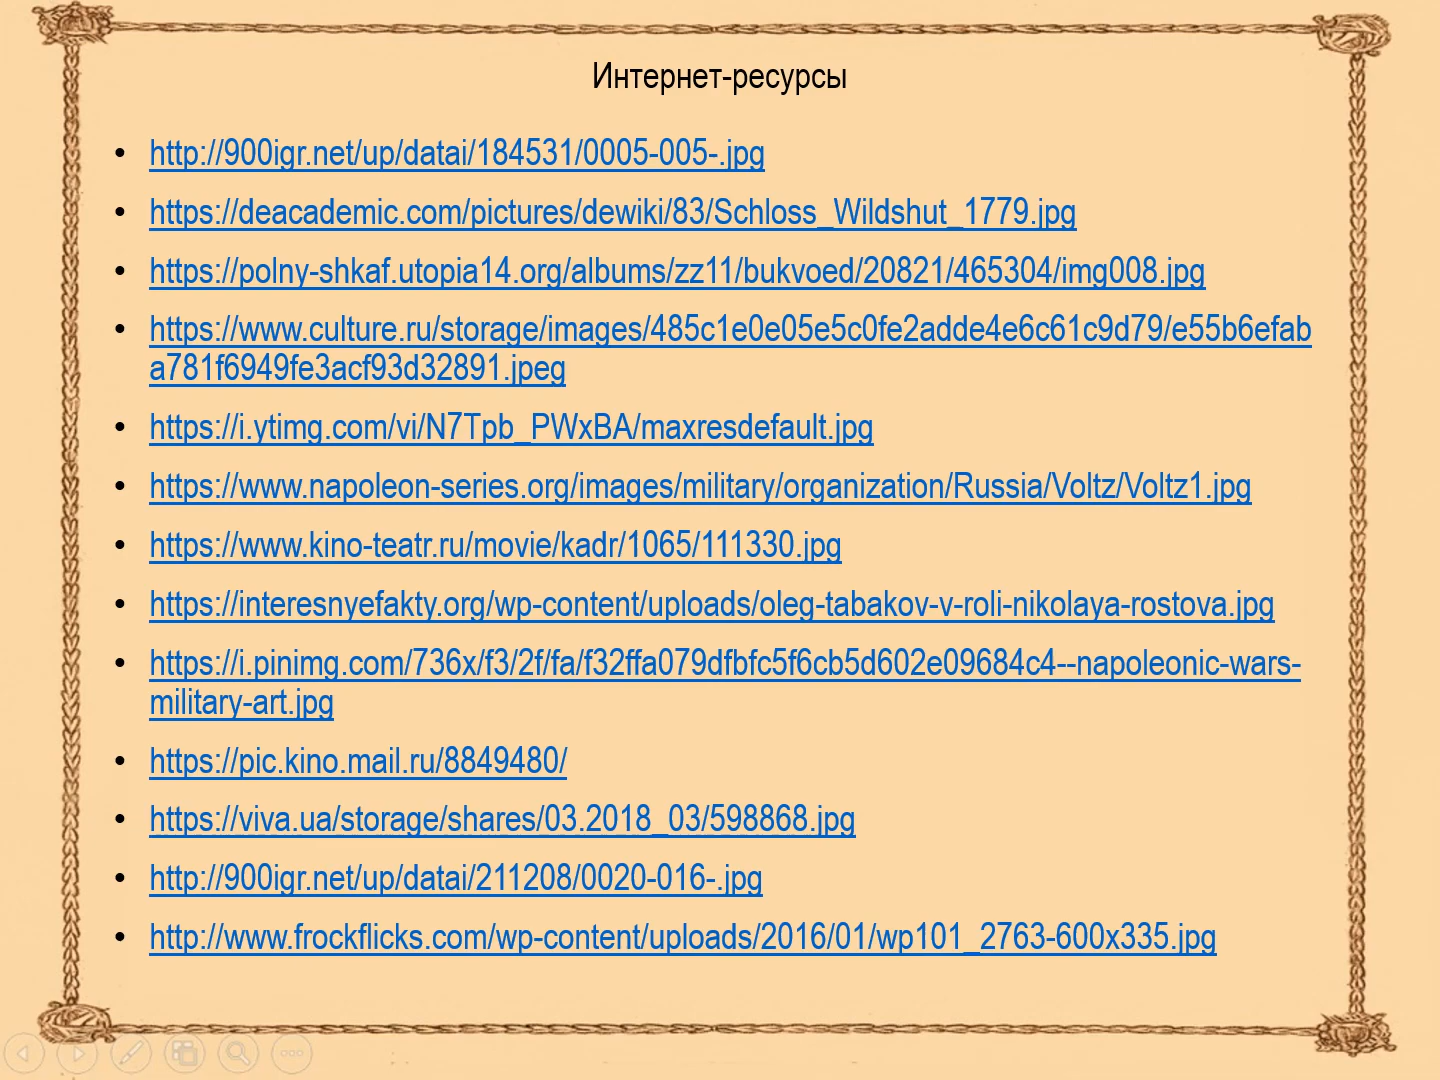 Интернет-ресурсы
• http://900igr.net/up/datai/184531/0005-005-.jpg
• https://deacademic.com/pictures/dewiki/83/Schloss_Wildshut_1779.jpg
• https://polny-shkaf.utopia14.org/albums/zz11/bukvoed/20821/465304/img008.jpg
• https://www.culture.ru/storage/images/485c1e0e05e5c0fe2adde4e6c61c9d79/e55b6efab
a781f6949fe3acf93d32891.jpeg
• https://i.ytimg.com/vi/N7Tpb_PWxBA/maxresdefault.jpg
• https://www.napoleon-series.org/images/military/organization/Russia/Voltz/Voltz1.jpg
• https://www.kino-teatr.ru/movie/kadr/1065/111330.jpg
• https://interesnyefakty.org/wp-content/uploads/oleg-tabakov-v-roli-nikolaya-rostova.jpg
• https://i.pinimg.com/736x/f3/2f/fa/f32ffa079dfbfc5f6cb5d602e09684c4--napoleonic-wars-
military-art.jpg
• https://pic.kino.mail.ru/8849480/
• https://viva.ua/storage/shares/03.2018_03/598868.jpg
• http://900igr.net/up/datai/211208/0020-016-.jpg
• http://www.frockflicks.com/wp-content/uploads/2016/01/wp101_2763-600x335.jpg